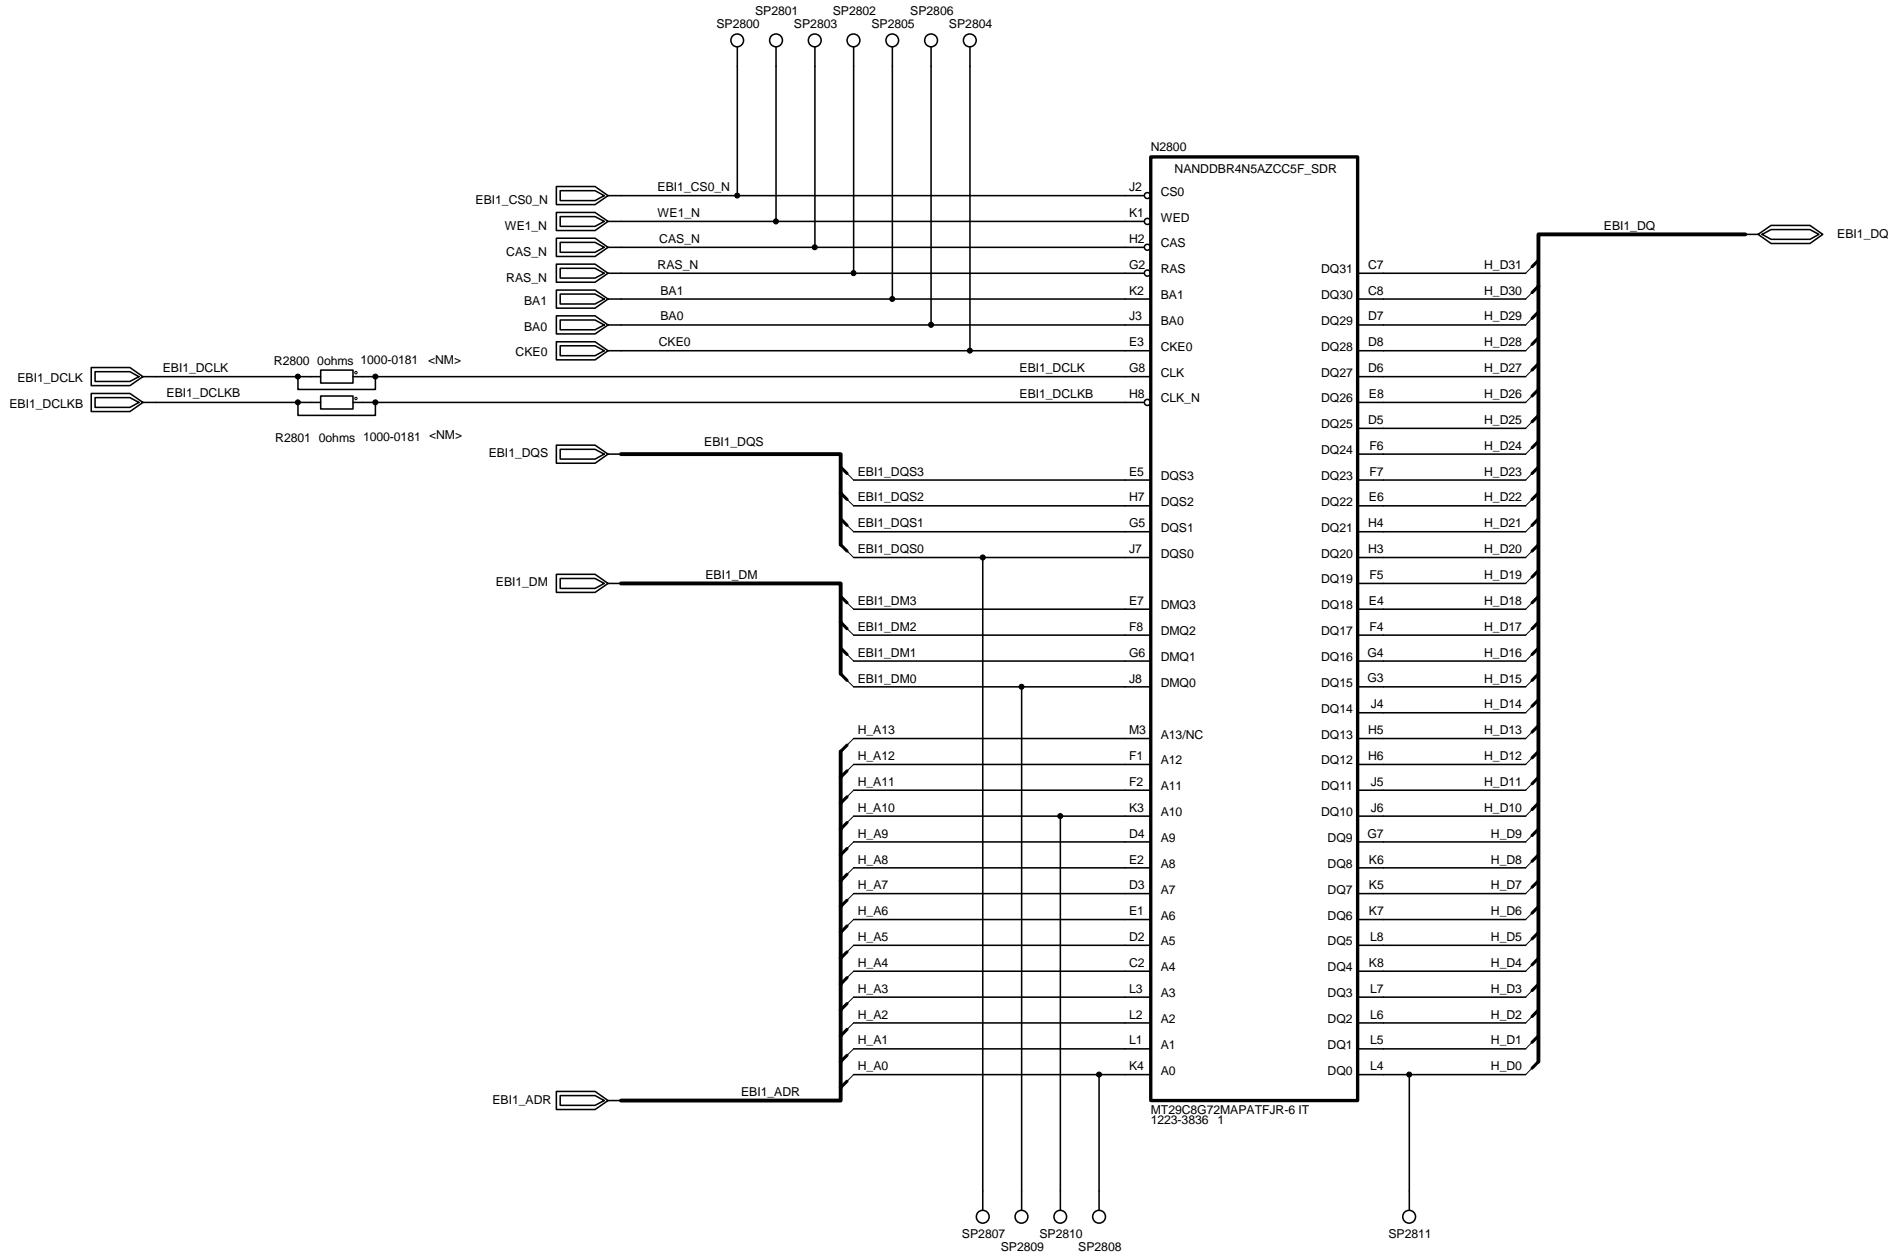 SP2801 SP2802 SP2806
SP2800 SP2803 SP2805 SP2804
N2800
NANDDBR4N5AZCC5F_SDR
EBI1_CS0_N EBI1_CS0_N J2 CS0
WE1_N WE1_N K1 WED
CAS_N CAS_N H2 CAS
RAS_N RAS_N G2 RAS
BA1 BA1 K2 BA1
BA0 BA0 J3 BA0
CKE0 CKE0 E3 CKE0
R2800 0ohms 1000-0181 <NM>
EBI1_DCLK EBI1_DCLK EBI1_DCLK G8 CLK
EBI1_DCLKB EBI1_DCLKB EBI1_DCLKB H8 CLK_N
R2801 0ohms 1000-0181 <NM>
EBI1_DQS EBI1_DQS
EBI1_DQS3 E5 DQS3
EBI1_DQS2 H7 DQS2
EBI1_DQS1 G5 DQS1
EBI1_DQS0 J7 DQS0
EBI1_DM EBI1_DM
EBI1_DM3 E7 DMQ3
EBI1_DM2 F8 DMQ2
EBI1_DM1 G6 DMQ1
EBI1_DM0 J8 DMQ0
H_A13 M3 A13/NC
H_A12 F1 A12
H_A11 F2 A11
H_A10 K3 A10
H_A9 D4 A9
H_A8 E2 A8
H_A7 D3 A7
H_A6 E1 A6
H_A5 D2 A5
H_A4 C2 A4
H_A3 L3 A3
H_A2 L2 A2
H_A1 L1 A1
H_A0 K4 A0
EBI1_ADR EBI1_ADR
EBI1_DQ EBI1_DQ
DQ31 C7 H_D31
DQ30 C8 H_D30
DQ29 D7 H_D29
DQ28 D8 H_D28
DQ27 D6 H_D27
DQ26 E8 H_D26
DQ25 D5 H_D25
DQ24 F6 H_D24
DQ23 F7 H_D23
DQ22 E6 H_D22
DQ21 H4 H_D21
DQ20 H3 H_D20
DQ19 F5 H_D19
DQ18 E4 H_D18
DQ17 F4 H_D17
DQ16 G4 H_D16
DQ15 G3 H_D15
DQ14 J4 H_D14
DQ13 H5 H_D13
DQ12 H6 H_D12
DQ11 J5 H_D11
DQ10 J6 H_D10
DQ9 G7 H_D9
DQ8 K6 H_D8
DQ7 K5 H_D7
DQ6 K7 H_D6
DQ5 L8 H_D5
DQ4 K8 H_D4
DQ3 L7 H_D3
DQ2 L6 H_D2
DQ1 L5 H_D1
DQ0 L4 H_D0
MT29C8G72MAPATFJR-6 IT
1223-3836 1
SP2807 SP2810 SP2811
SP2809 SP2808